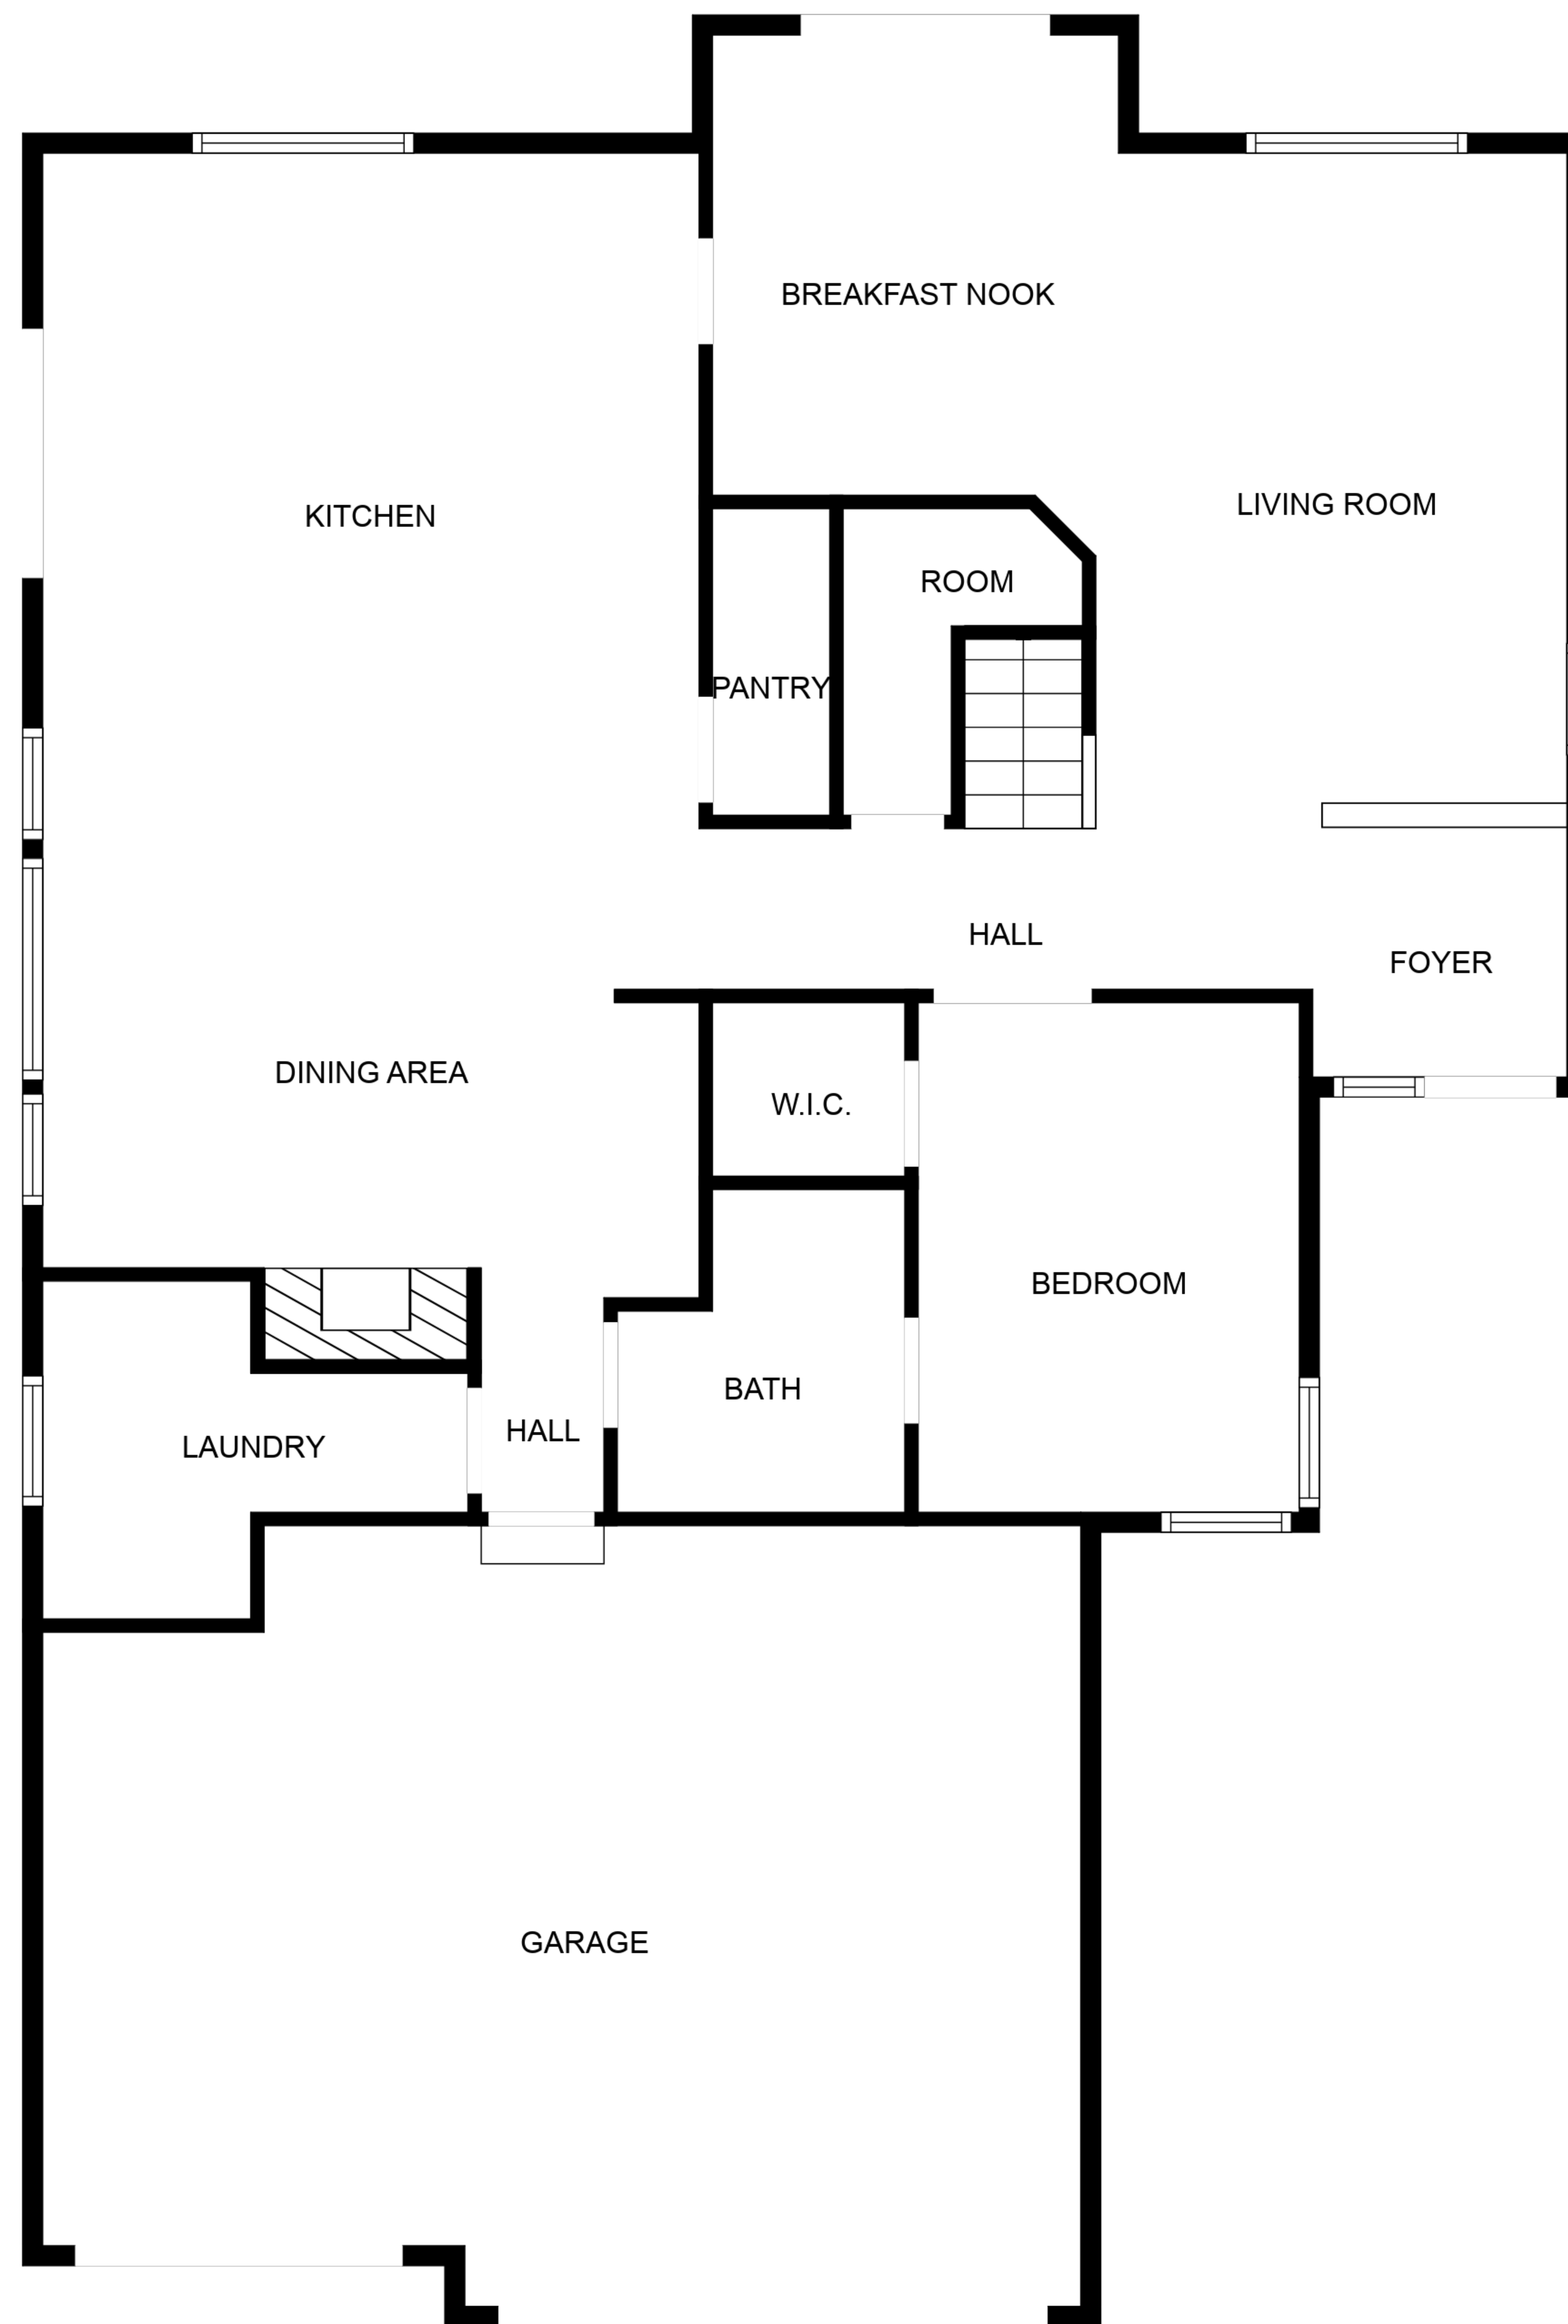 BREAKFAST NOOK
KITCHEN
LIVING ROOM
ROOM
PANTRY
HALL
FOYER
DINING AREA
W.I.C.
BEDROOM
BATH
HALL
LAUNDRY
GARAGE